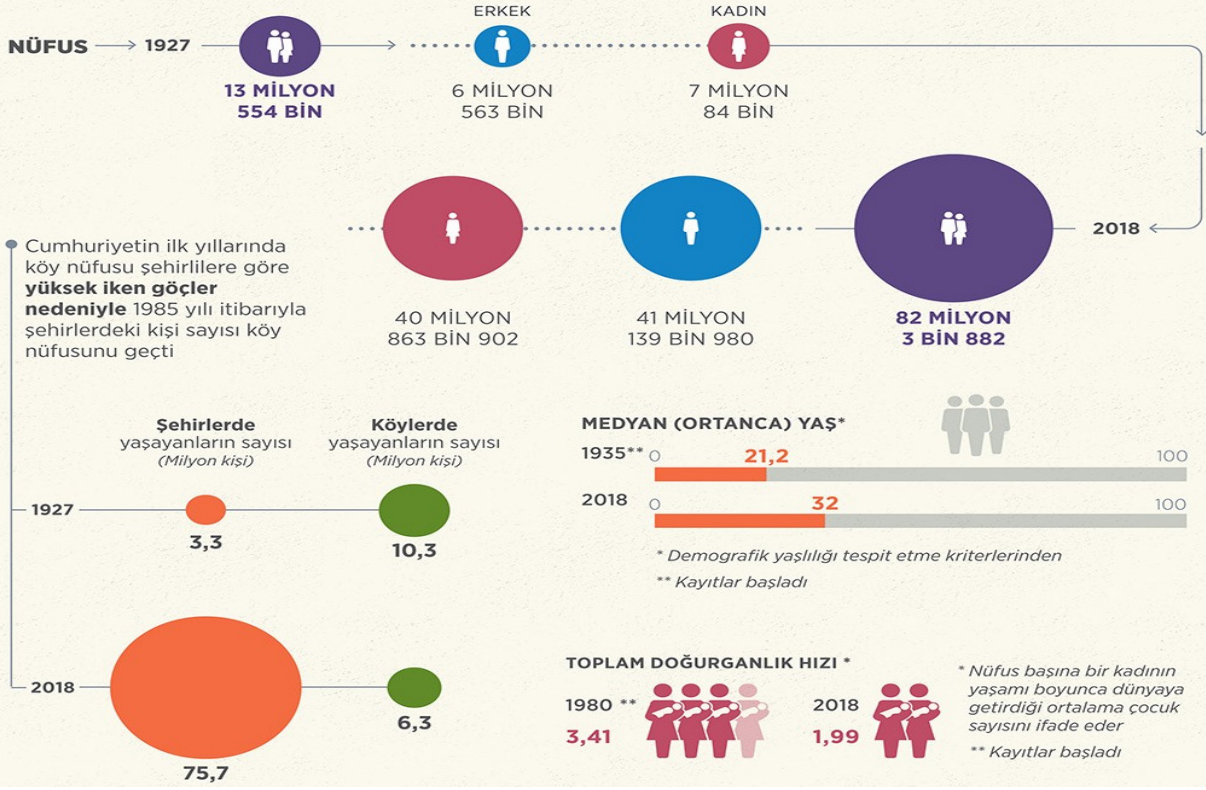 NÜFUS
1927
13 MİLYON
554 BİN
ERKEK
6 MİLYON
563 BİN
KADIN
7 MİLYON
84 BİN
2018
82 MİLYON
3 BİN 882
41 MİLYON
139 BİN 980
40 MİLYON
863 BİN 902
Cumhuriyetin ilk yıllarında
köy nüfusu şehirlilere göre
yüksek iken göçler
nedeniyle 1985 yılı itibarıyla
şehirlerdeki kişi sayısı köy
nüfusunu geçti
Şehirlerde
yaşayanların sayısı
(Milyon kişi)
Köylerde
yaşayanların sayısı
(Milyon kişi)
1927
3,3
10,3
2018
75,7
6,3
MEDYAN (ORTANCA) YAŞ*
1935** 0 21,2 100
2018 0 32 100
* Demografik yaşlılığı tespit etme kriterlerinden
** Kayıtlar başladı
TOPLAM DOĞURGANLIK HIZI *
1980 **
3,41
2018
1,99
* Nüfus başına bir kadının
yaşamı boyunca dünyaya
getirdiği ortalama çocuk
sayısını ifade eder
** Kayıtlar başladı